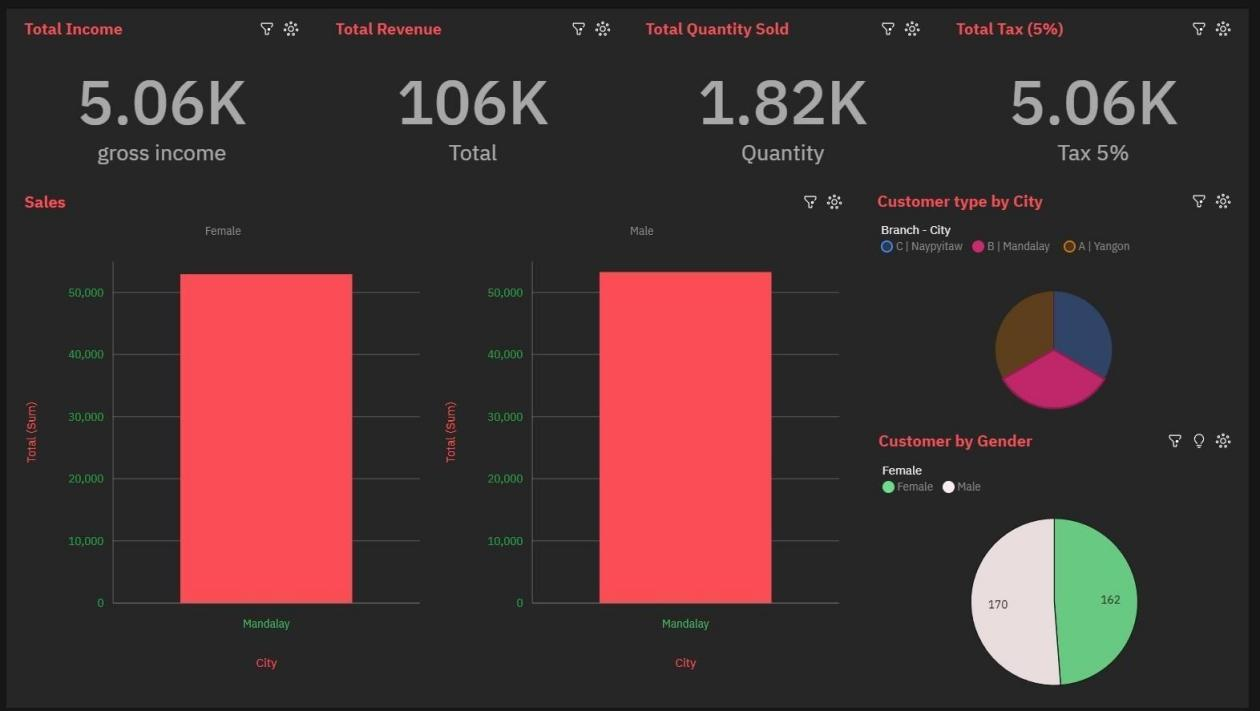 Total Income
Total Revenue
Total Quantity Sold
Total Tax (5%)
5.06K
gross income
106K
Total
1.82K
Quantity
5.06K
Tax 5%
Sales
Female
Male
Total (Sum)
50,000
40,000
30,000
20,000
10,000
0
Mandalay
City
Total (Sum)
50,000
40,000
30,000
20,000
10,000
0
Mandalay
City
Customer type by City
Branch - City
C | Naypyitaw
B | Mandalay
A | Yangon
Customer by Gender
Female
Female
Male
170
162